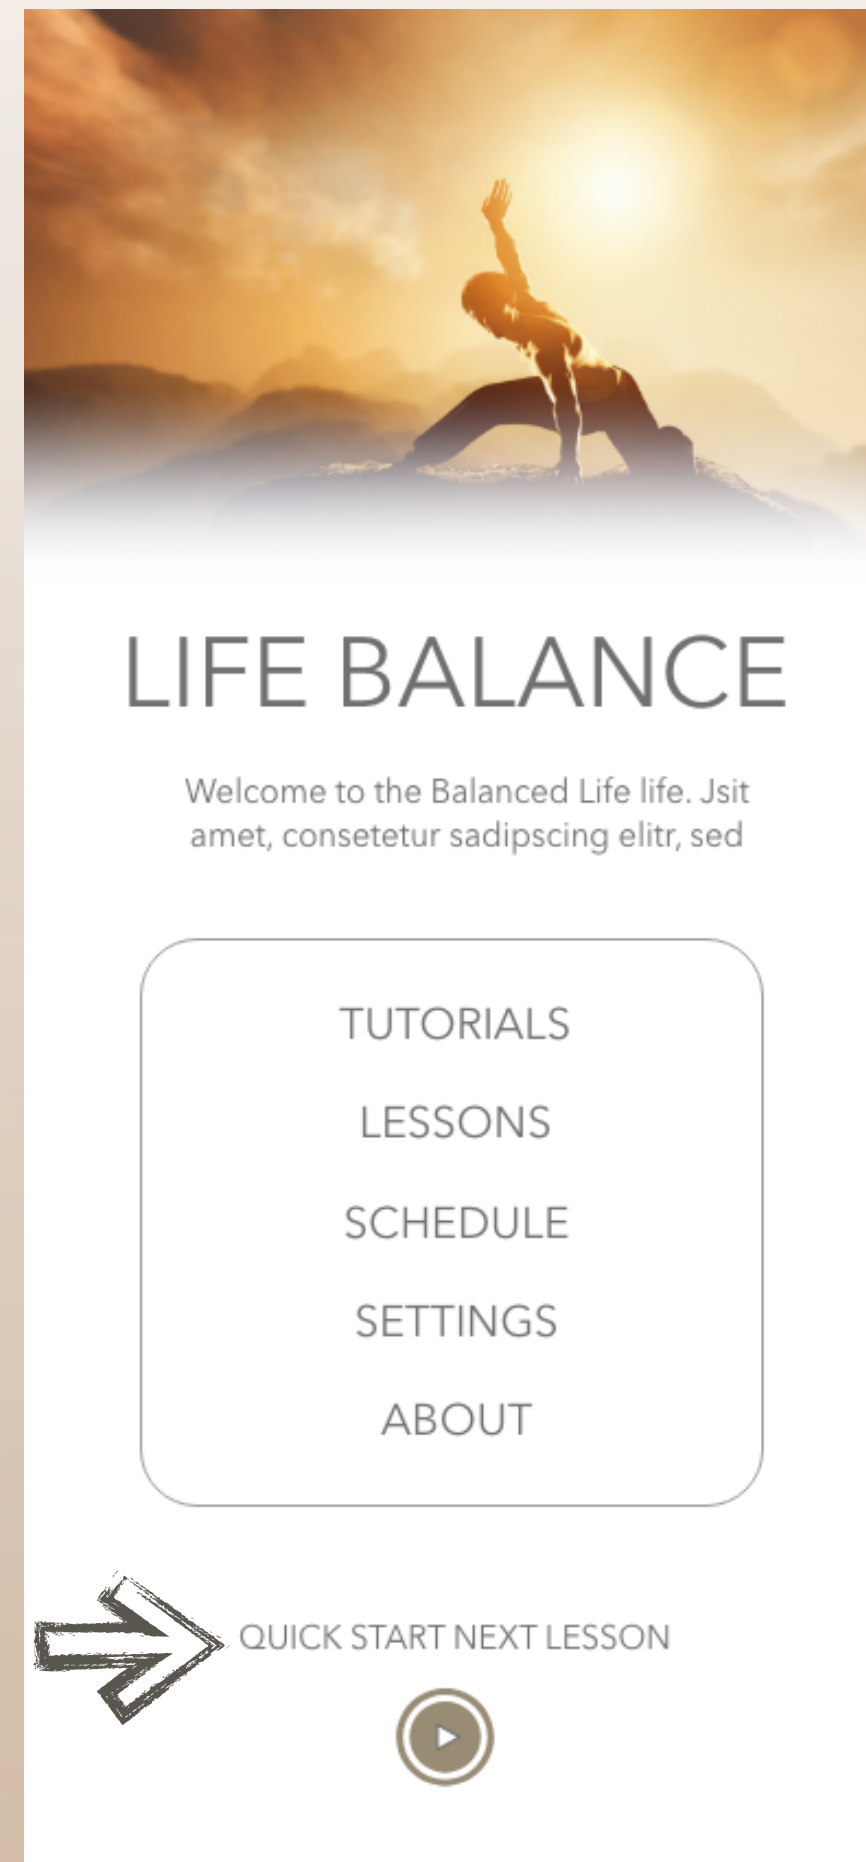 LIFE BALANCE
Welcome to the Balanced Life life. Jsit
amet, consetetur sadipscing elitr, sed
TUTORIALS
LESSONS
SCHEDULE
SETTINGS
ABOUT
QUICK START NEXT LESSON